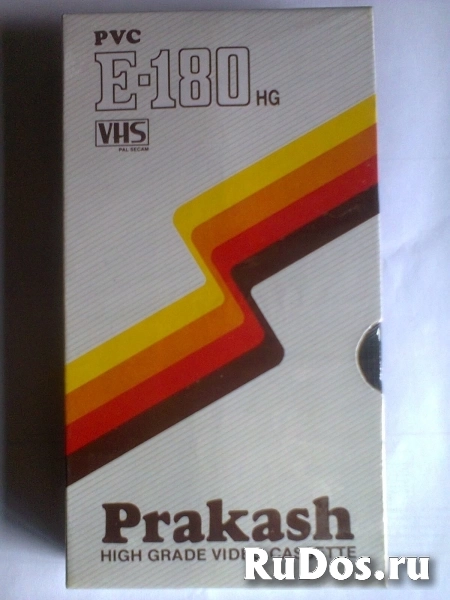 PVC
E-180 HG
VHS
PAL-SECAM
Prakash
HIGH GRADE VIDEO CASSETTE
RuDos.ru